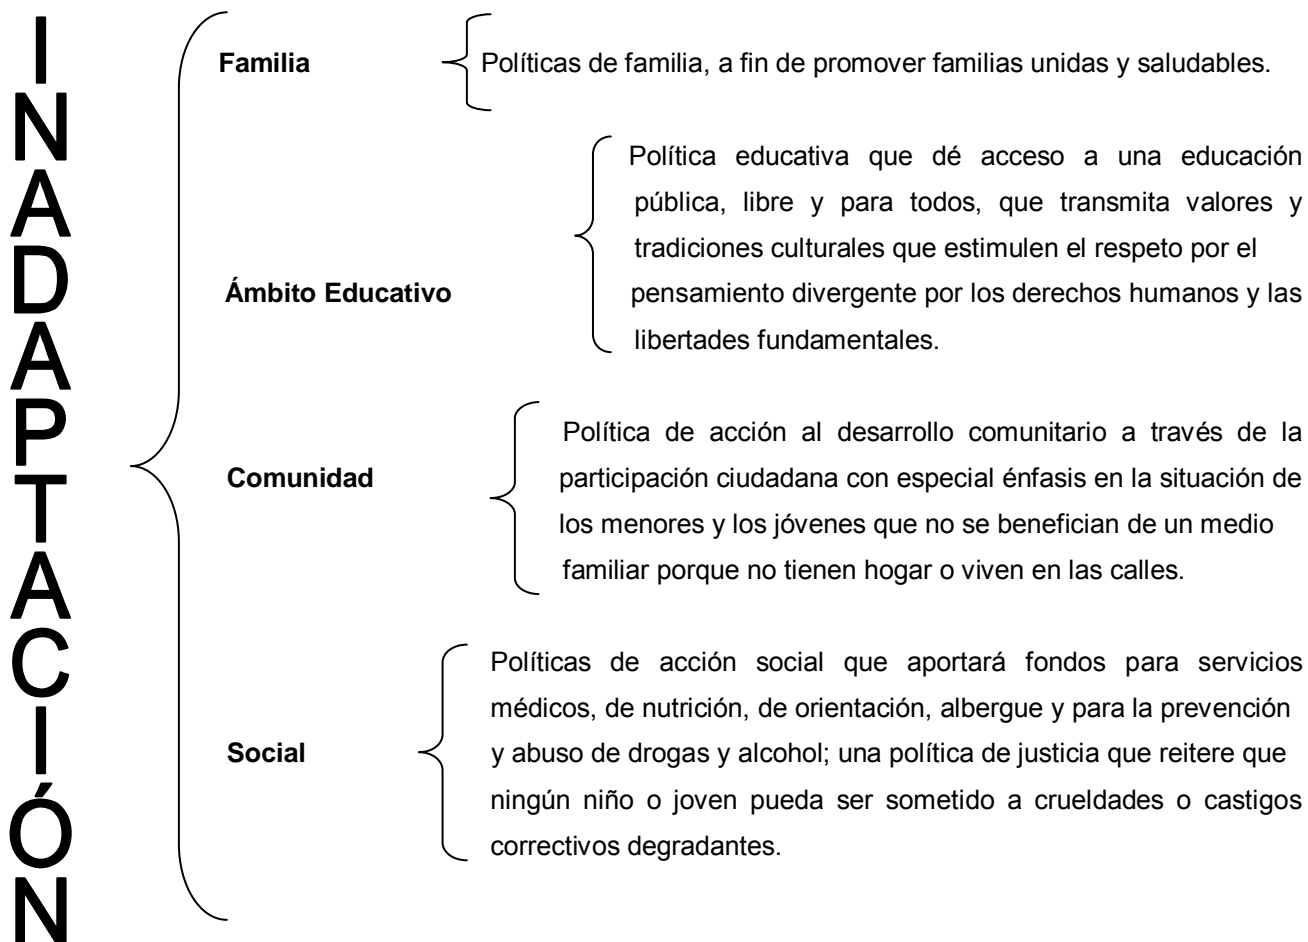 INADAPTACIÓN
Familia
Políticas de familia, a fin de promover familias unidas y saludables.
Ámbito Educativo
Política educativa que dé acceso a una educación
pública, libre y para todos, que transmita valores y
tradiciones culturales que estimulen el respeto por el
pensamiento divergente por los derechos humanos y las
libertades fundamentales.
Comunidad
Política de acción al desarrollo comunitario a través de la
participación ciudadana con especial énfasis en la situación de
los menores y los jóvenes que no se benefician de un medio
familiar porque no tienen hogar o viven en las calles.
Social
Políticas de acción social que aportará fondos para servicios
médicos, de nutrición, de orientación, albergue y para la prevención
y abuso de drogas y alcohol; una política de justicia que reitere que
ningún niño o joven pueda ser sometido a crueldades o castigos
correctivos degradantes.